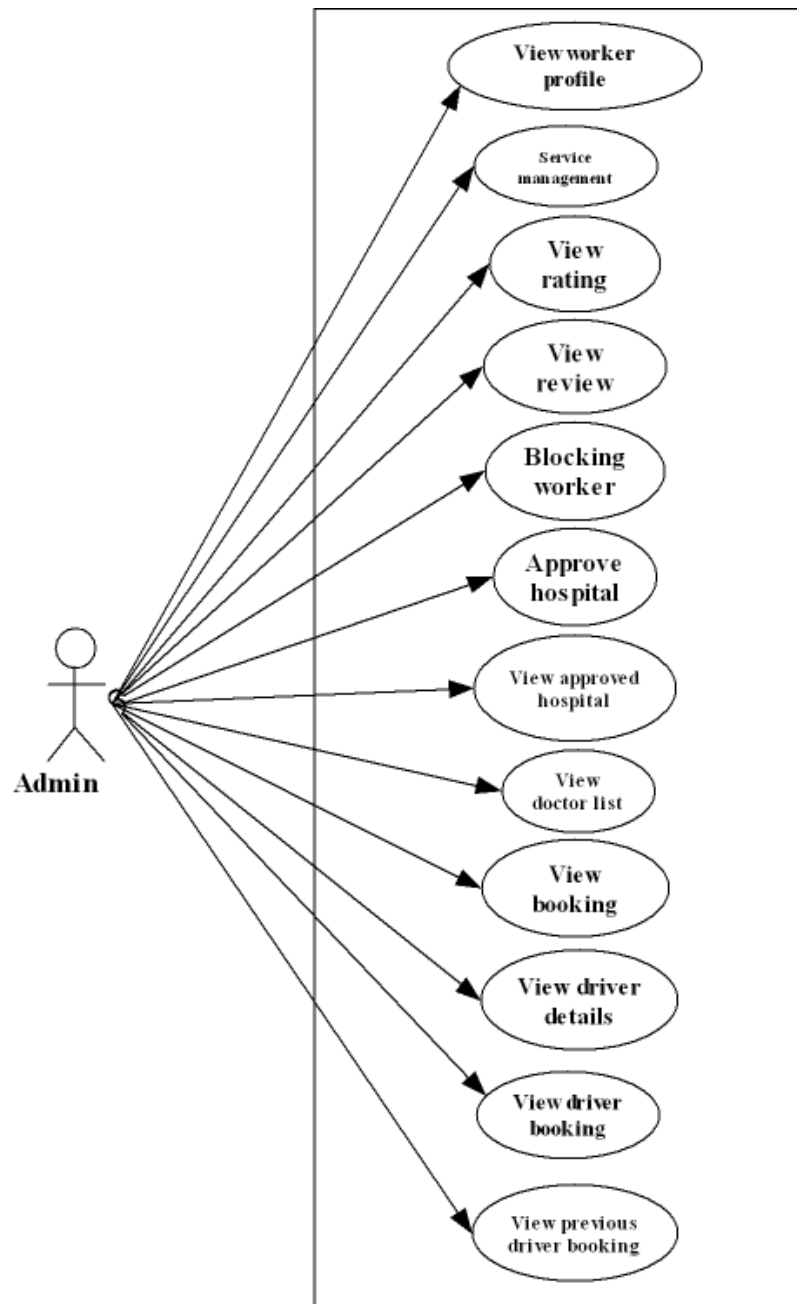 View worker
profile
Service
management
View
rating
View
review
Blocking
worker
Approve
hospital
View approved
hospital
Admin
View
doctor list
View
booking
View driver
details
View driver
booking
View previous
driver booking